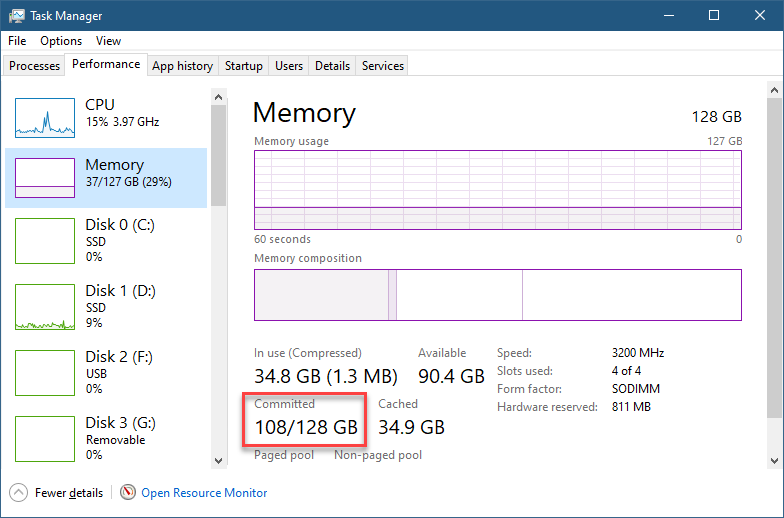 Task Manager
File Options View
Processes Performance App history Startup Users Details Services
CPU
15% 3.97 GHz
Memory
37/127 GB (29%)
Disk 0 (C:)
SSD
0%
Disk 1 (D:)
SSD
9%
Disk 2 (F:)
USB
0%
Disk 3 (G:)
Removable
0%
Memory 128 GB
Memory usage 127 GB
60 seconds 0
Memory composition
In use (Compressed) Available
34.8 GB (1.3 MB) 90.4 GB
Committed Cached
108/128 GB 34.9 GB
Paged pool Non-paged pool
Speed: 3200 MHz
Slots used: 4 of 4
Form factor: SODIMM
Hardware reserved: 811 MB
Fewer details Open Resource Monitor